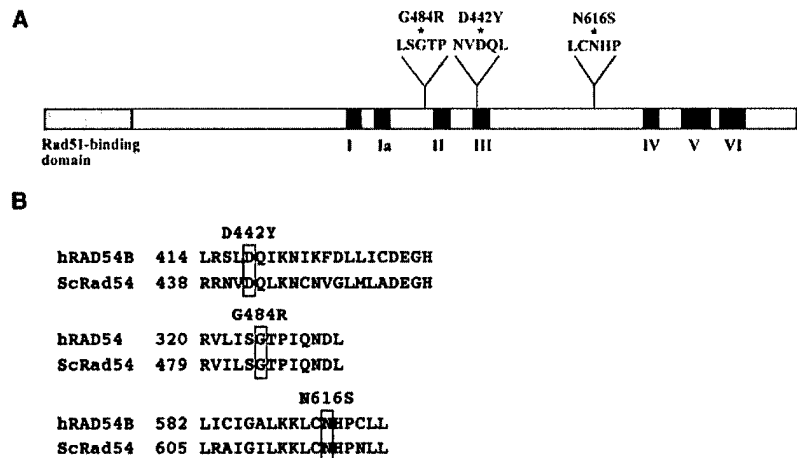 A
G484R D442Y N616S
* * *
LSGTP NVDQL LCNHP
Rad51-binding
domain
I Ia II III IV V VI
B
D442Y
hRAD54B 414 LRSLDQIKNIKFDLLICDEGH
ScRad54 438 RRNVDQLKNCNVGLMLADEGH
G484R
hRAD54 320 RVLISGTPIQNDL
ScRad54 479 RVILSGTPIQNDL
N616S
hRAD54B 582 LICIGALKKLCNHPCLL
ScRad54 605 LRAIGILKKLCNHPNLL